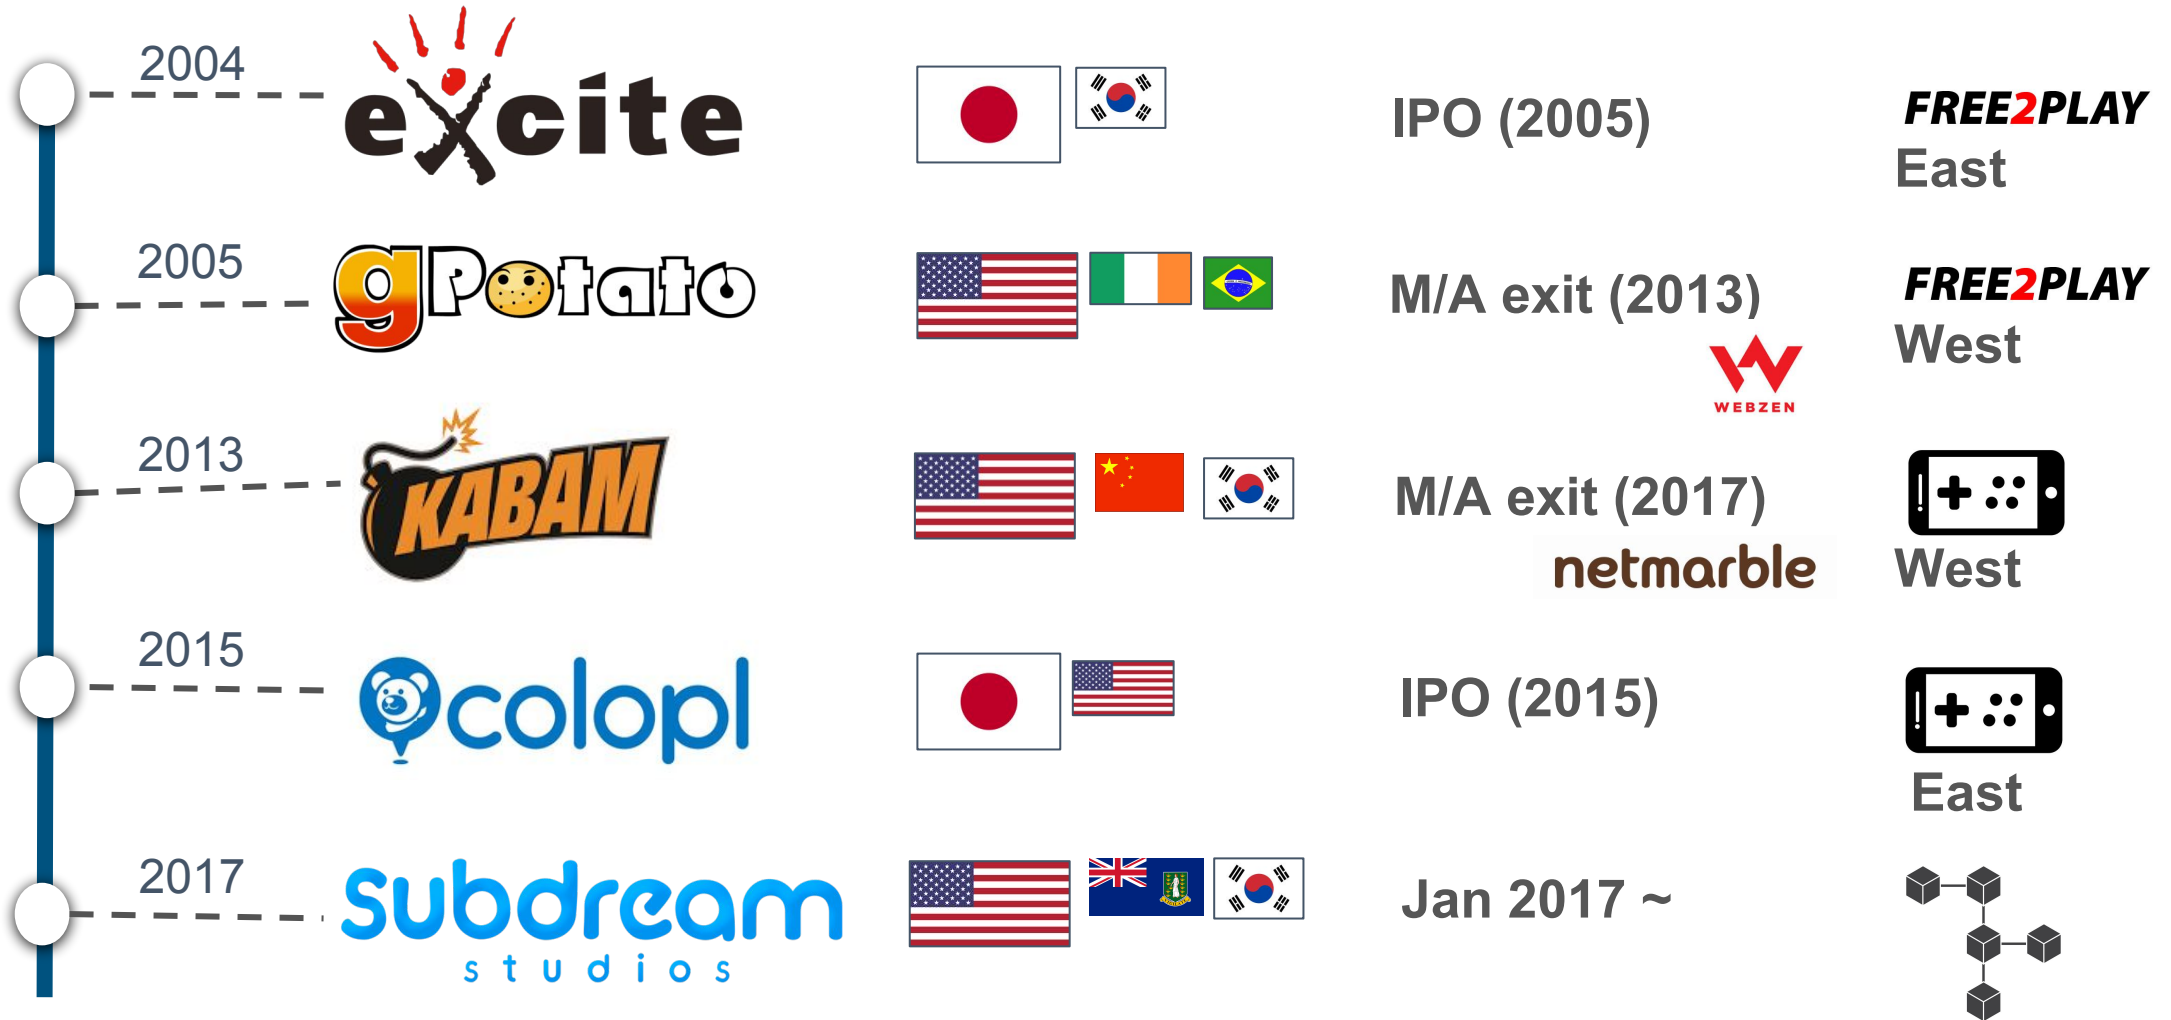 2004
excite
IPO (2005)
FREE2PLAY
East
2005
gPotato
M/A exit (2013)
WEBZEN
FREE2PLAY
West
2013
KABAM
M/A exit (2017)
netmarble
West
2015
colopl
IPO (2015)
East
2017
subdream
studios
Jan 2017 ~